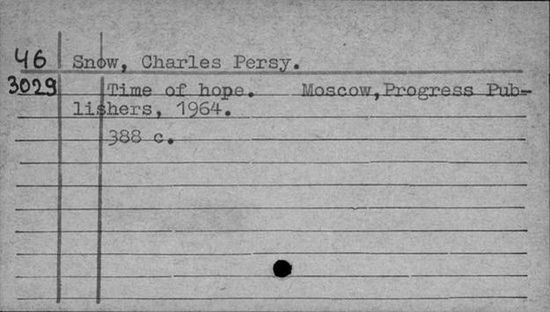 46 Snow, Charles Persy.
3029 Time of hope. Moscow,Progress Pub-
lishers, 1964.
388 c.